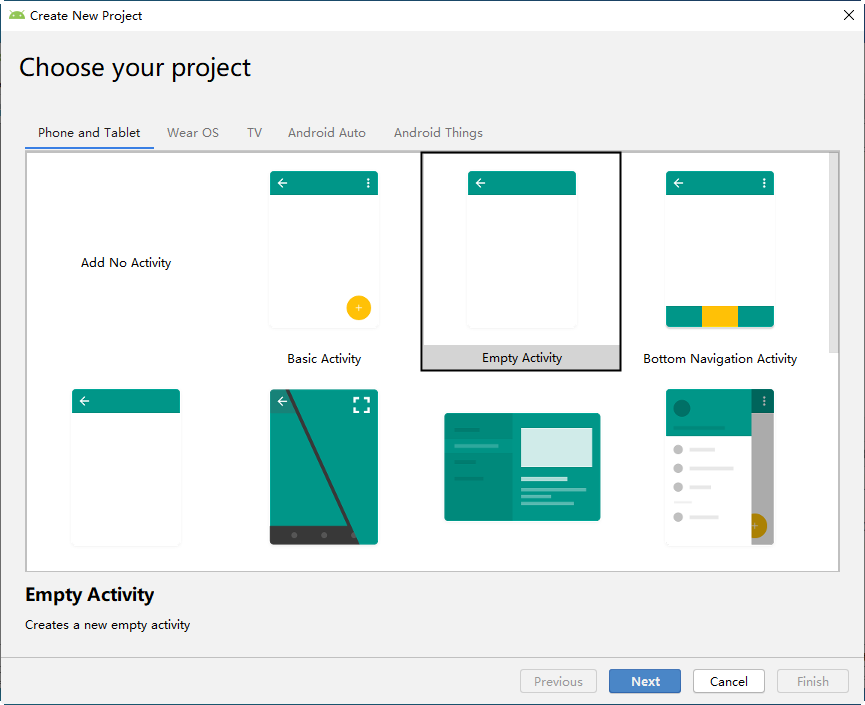 Create New Project
Choose your project
Phone and Tablet
Wear OS
TV
Android Auto
Android Things
Add No Activity
Basic Activity
Empty Activity
Bottom Navigation Activity
Empty Activity
Creates a new empty activity
Previous
Next
Cancel
Finish